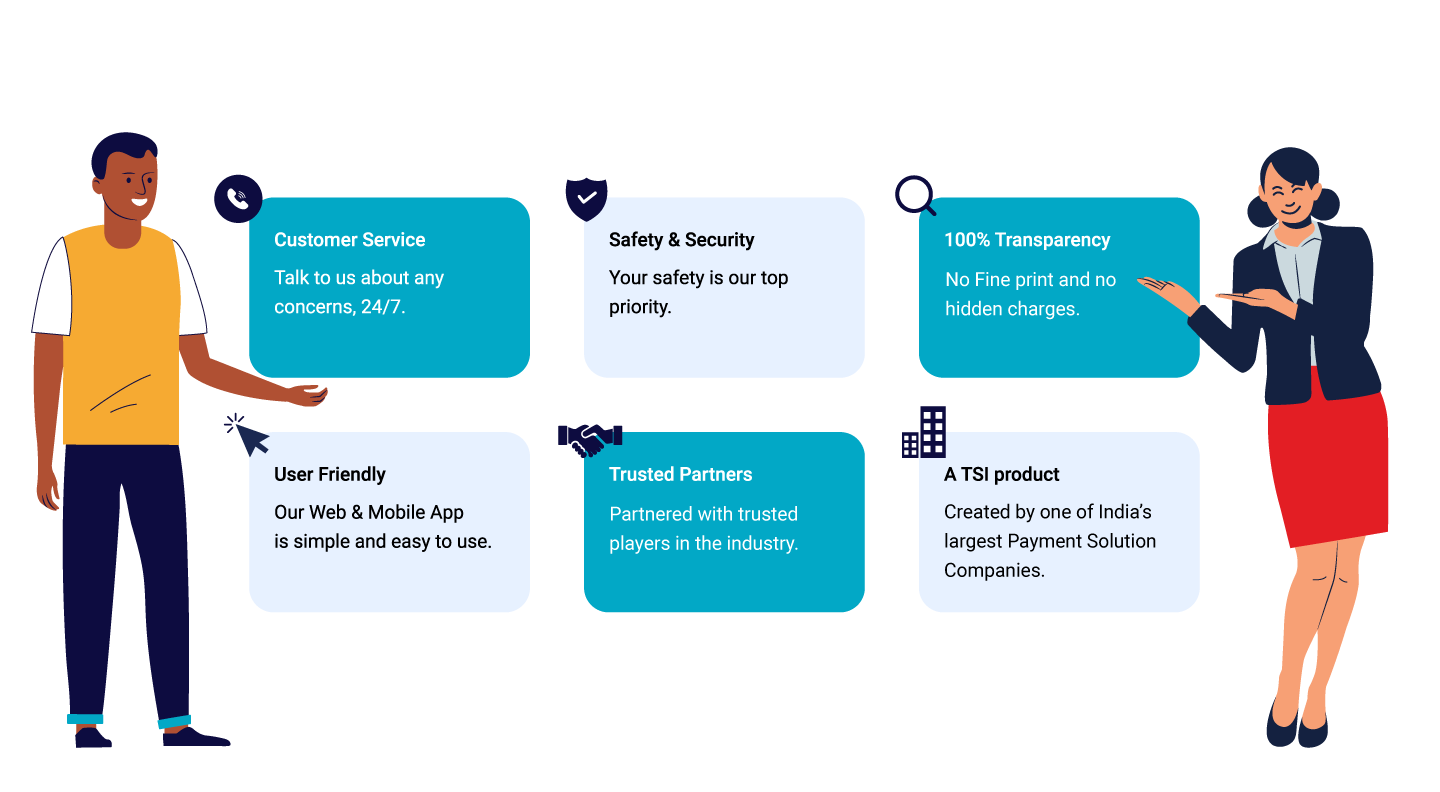 Customer Service
Talk to us about any
concerns, 24/7.
Safety & Security
Your safety is our top
priority.
100% Transparency
No Fine print and no
hidden charges.
User Friendly
Our Web & Mobile App
is simple and easy to use.
Trusted Partners
Partnered with trusted
players in the industry.
A TSI product
Created by one of India’s
largest Payment Solution
Companies.